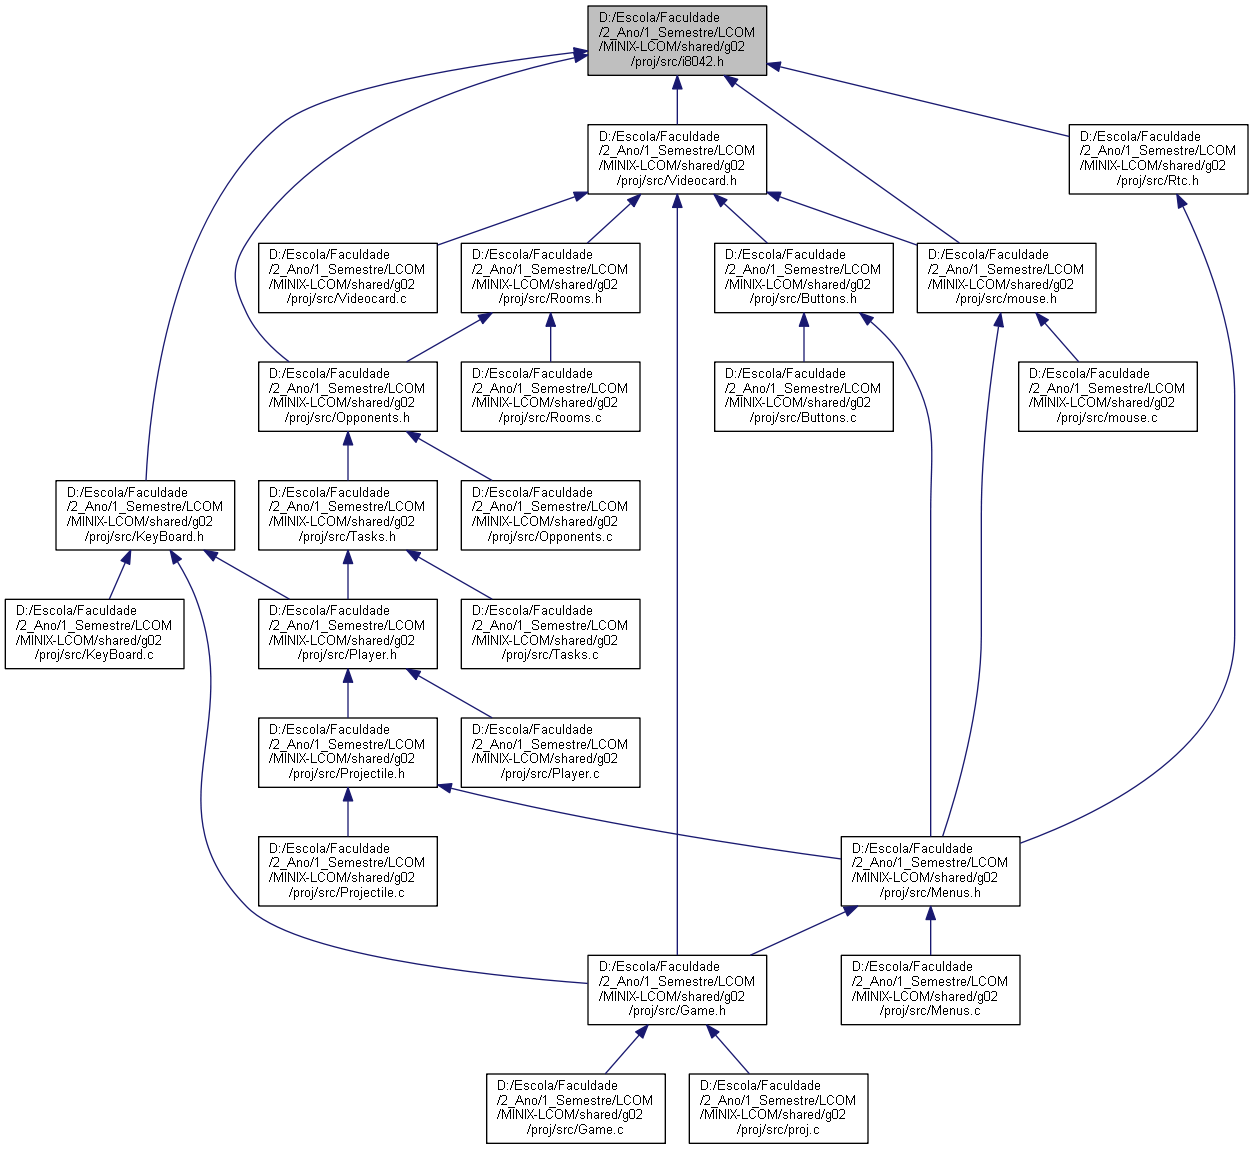 D:/Escola/Faculdade
/2_Ano/1_Semestre/LCOM
/MINIX-LCOM/shared/g02
/proj/src/i8042.h
D:/Escola/Faculdade
/2_Ano/1_Semestre/LCOM
/MINIX-LCOM/shared/g02
/proj/src/Videocard.h
D:/Escola/Faculdade
/2_Ano/1_Semestre/LCOM
/MINIX-LCOM/shared/g02
/proj/src/Rtc.h
D:/Escola/Faculdade
/2_Ano/1_Semestre/LCOM
/MINIX-LCOM/shared/g02
/proj/src/Videocard.c
D:/Escola/Faculdade
/2_Ano/1_Semestre/LCOM
/MINIX-LCOM/shared/g02
/proj/src/Rooms.h
D:/Escola/Faculdade
/2_Ano/1_Semestre/LCOM
/MINIX-LCOM/shared/g02
/proj/src/Buttons.h
D:/Escola/Faculdade
/2_Ano/1_Semestre/LCOM
/MINIX-LCOM/shared/g02
/proj/src/mouse.h
D:/Escola/Faculdade
/2_Ano/1_Semestre/LCOM
/MINIX-LCOM/shared/g02
/proj/src/Opponents.h
D:/Escola/Faculdade
/2_Ano/1_Semestre/LCOM
/MINIX-LCOM/shared/g02
/proj/src/Rooms.c
D:/Escola/Faculdade
/2_Ano/1_Semestre/LCOM
/MINIX-LCOM/shared/g02
/proj/src/Buttons.c
D:/Escola/Faculdade
/2_Ano/1_Semestre/LCOM
/MINIX-LCOM/shared/g02
/proj/src/mouse.c
D:/Escola/Faculdade
/2_Ano/1_Semestre/LCOM
/MINIX-LCOM/shared/g02
/proj/src/KeyBoard.h
D:/Escola/Faculdade
/2_Ano/1_Semestre/LCOM
/MINIX-LCOM/shared/g02
/proj/src/Tasks.h
D:/Escola/Faculdade
/2_Ano/1_Semestre/LCOM
/MINIX-LCOM/shared/g02
/proj/src/Opponents.c
D:/Escola/Faculdade
/2_Ano/1_Semestre/LCOM
/MINIX-LCOM/shared/g02
/proj/src/KeyBoard.c
D:/Escola/Faculdade
/2_Ano/1_Semestre/LCOM
/MINIX-LCOM/shared/g02
/proj/src/Player.h
D:/Escola/Faculdade
/2_Ano/1_Semestre/LCOM
/MINIX-LCOM/shared/g02
/proj/src/Tasks.c
D:/Escola/Faculdade
/2_Ano/1_Semestre/LCOM
/MINIX-LCOM/shared/g02
/proj/src/Projectile.h
D:/Escola/Faculdade
/2_Ano/1_Semestre/LCOM
/MINIX-LCOM/shared/g02
/proj/src/Player.c
D:/Escola/Faculdade
/2_Ano/1_Semestre/LCOM
/MINIX-LCOM/shared/g02
/proj/src/Projectile.c
D:/Escola/Faculdade
/2_Ano/1_Semestre/LCOM
/MINIX-LCOM/shared/g02
/proj/src/Menus.h
D:/Escola/Faculdade
/2_Ano/1_Semestre/LCOM
/MINIX-LCOM/shared/g02
/proj/src/Game.h
D:/Escola/Faculdade
/2_Ano/1_Semestre/LCOM
/MINIX-LCOM/shared/g02
/proj/src/Menus.c
D:/Escola/Faculdade
/2_Ano/1_Semestre/LCOM
/MINIX-LCOM/shared/g02
/proj/src/Game.c
D:/Escola/Faculdade
/2_Ano/1_Semestre/LCOM
/MINIX-LCOM/shared/g02
/proj/src/proj.c